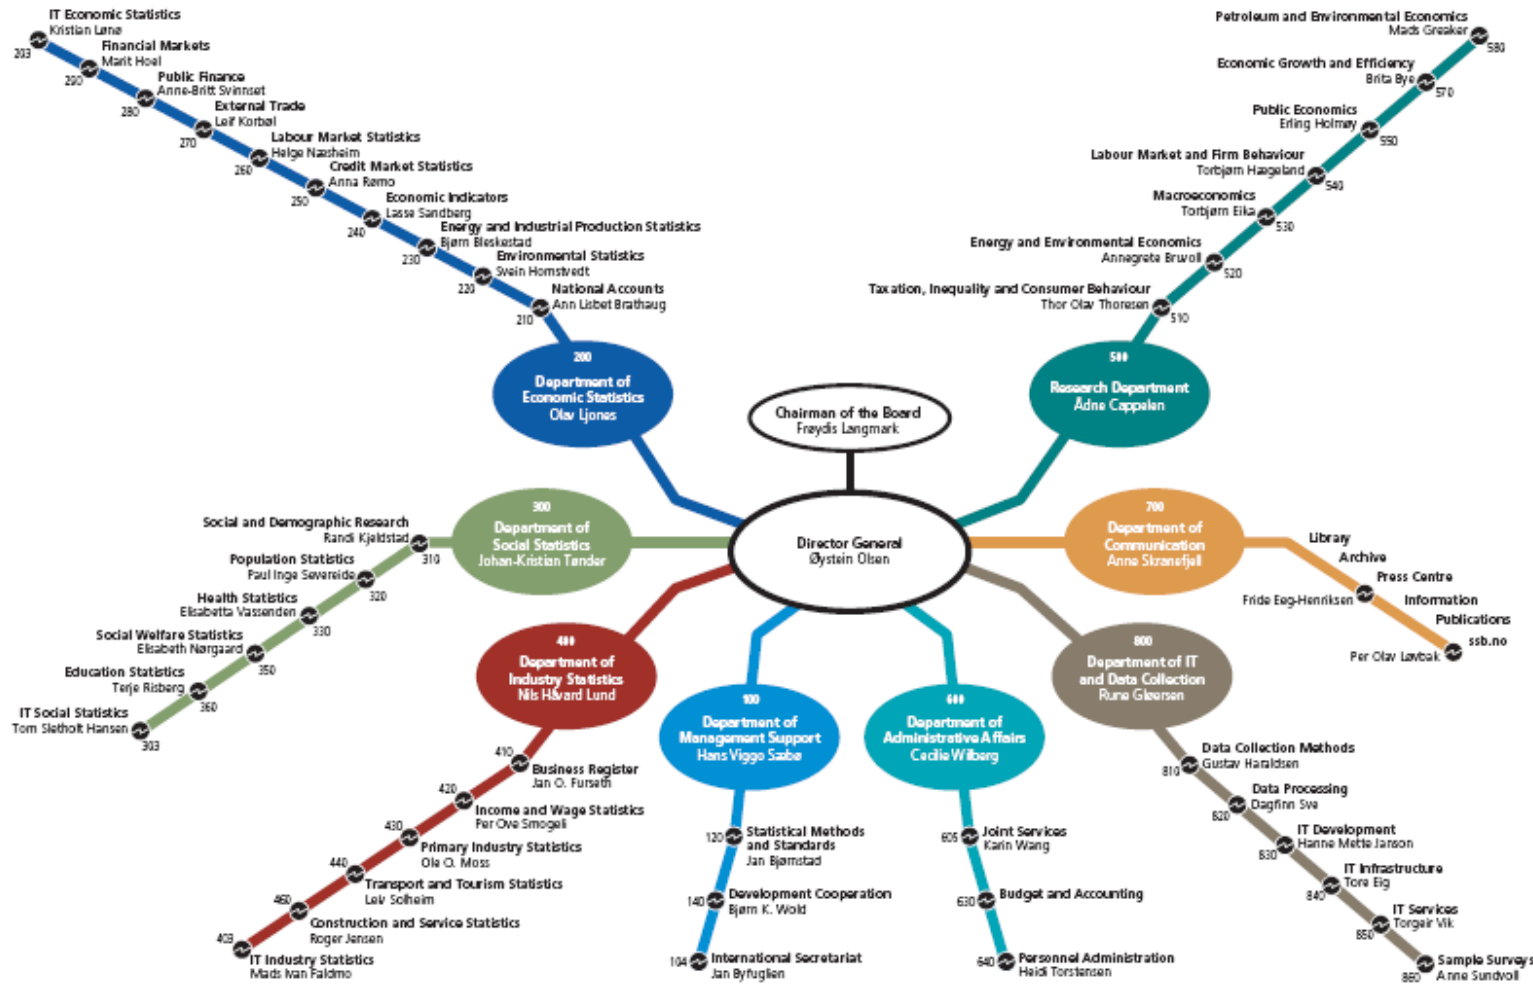 IT Economic Statistics
Kristian Lønø
203
Financial Markets
Marit Hoel
290
Public Finance
Anne-Britt Svinnset
280
External Trade
Leif Korbøl
270
Labour Market Statistics
Helge Næsheim
260
Credit Market Statistics
Anna Rømo
250
Economic Indicators
Lasse Sandberg
240
Energy and Industrial Production Statistics
Bjørn Bleskestad
230
Environmental Statistics
Svein Homstvedt
220
National Accounts
Ann Lisbet Brathaug
210
200
Department of
Economic Statistics
Olav Ljones
Petroleum and Environmental Economics
Mads Greaker
580
Economic Growth and Efficiency
Brita Bye
570
Public Economics
Erling Holmøy
550
Labour Market and Firm Behaviour
Torbjørn Hægeland
540
Macroeconomics
Torbjørn Eika
530
Energy and Environmental Economics
Annegrete Bruvoll
520
Taxation, Inequality and Consumer Behaviour
Thor Olav Thoresen
510
500
Research Department
Ådne Cappelen
Chairman of the Board
Frøydis Langmark
Director General
Øystein Olsen
300
Department of
Social Statistics
Johan-Kristian Tønder
Social and Demographic Research
Randi Kjeldstad
310
Population Statistics
Paul Inge Severeide
320
Health Statistics
Elisabetta Vassenden
330
Social Welfare Statistics
Elisabeth Nørgaard
350
Education Statistics
Terje Risberg
360
IT Social Statistics
Tom Sletholt Hansen
303
700
Department of
Communication
Anne Skranefjell
Library
Archive
Press Centre
Fride Eeg-Henriksen
Information
Publications
ssb.no
Per Olav Løvbak
400
Department of
Industry Statistics
Nils Håvard Lund
410
Business Register
Jan O. Furseth
420
Income and Wage Statistics
Per Ove Smogeli
430
Primary Industry Statistics
Ole O. Moss
440
Transport and Tourism Statistics
Leiv Solheim
460
Construction and Service Statistics
Roger Jensen
403
IT Industry Statistics
Mads Ivan Faldmo
100
Department of
Management Support
Hans Viggo Sæbø
120
Statistical Methods
and Standards
Jan Bjørnstad
140
Development Cooperation
Bjørn K. Wold
104
International Secretariat
Jan Byfuglien
600
Department of
Administrative Affairs
Cecilie Wilberg
605
Joint Services
Karin Wang
630
Budget and Accounting
640
Personnel Administration
Heidi Torstensen
800
Department of IT
and Data Collection
Rune Gløersen
Data Collection Methods
Gustav Haraldsen
810
Data Processing
Dagfinn Sve
820
IT Development
Hanne Mette Janson
830
IT Infrastructure
Tore Eig
840
IT Services
Torgeir Vik
850
Sample Surveys
Anne Sundvoll
860